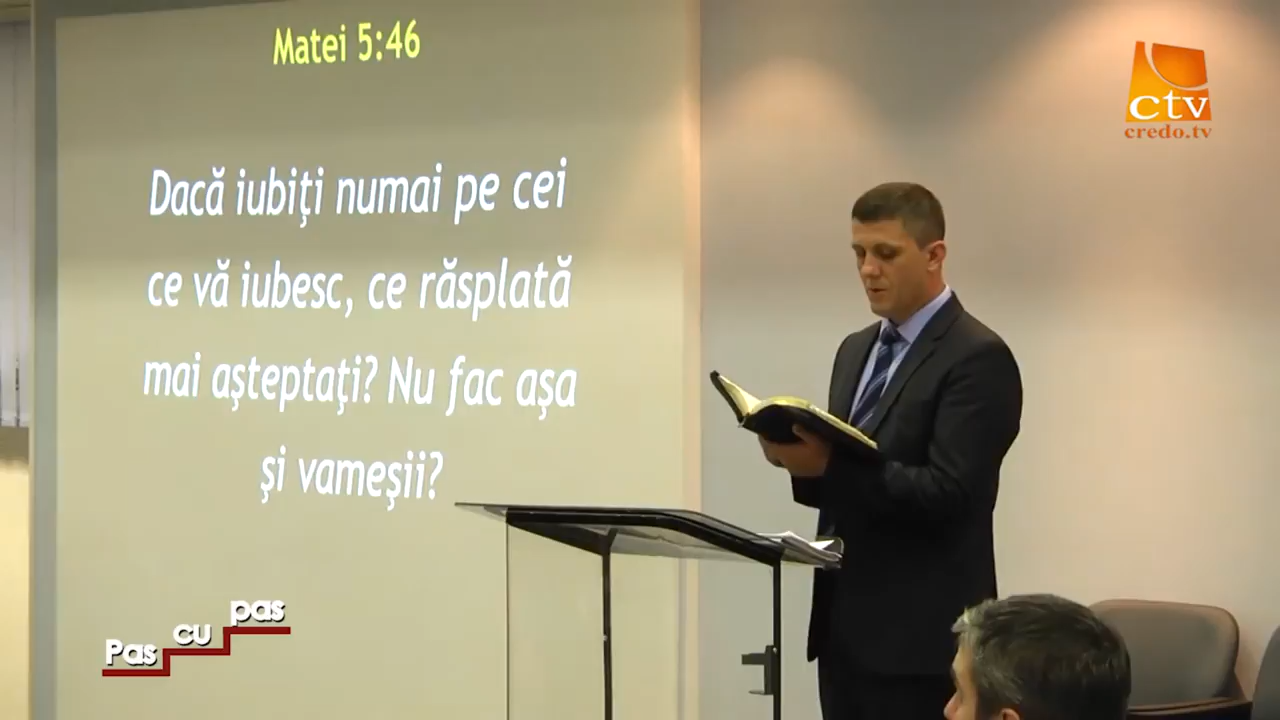 Matei 5:46
Dacă iubiţi numai pe cei
ce vă iubesc, ce răsplată
mai aşteptaţi? Nu fac aşa
şi vameşii?
ctv
credo.tv
Pas cu pas